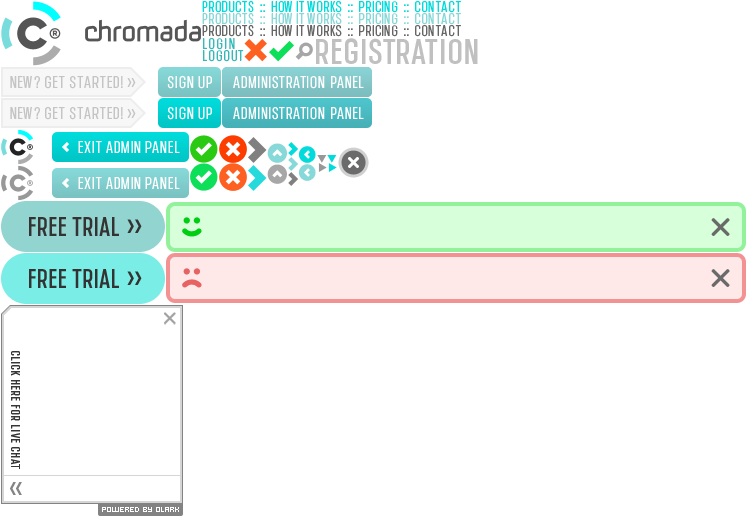 C®
chromada
PRODUCTS :: HOW IT WORKS :: PRICING :: CONTACT
PRODUCTS :: HOW IT WORKS :: PRICING :: CONTACT
PRODUCTS :: HOW IT WORKS :: PRICING :: CONTACT
LOGIN
LOGOUT
REGISTRATION
NEW? GET STARTED! »
SIGN UP
ADMINISTRATION PANEL
NEW? GET STARTED! »
SIGN UP
ADMINISTRATION PANEL
C®
EXIT ADMIN PANEL
C®
EXIT ADMIN PANEL
FREE TRIAL »
FREE TRIAL »
CLICK HERE FOR LIVE CHAT
«
POWERED BY OLARK